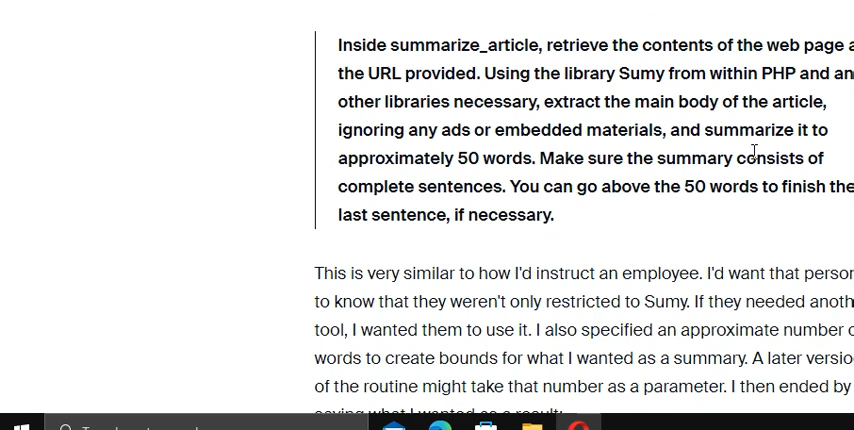 Inside summarize_article, retrieve the contents of the web page a
the URL provided. Using the library Sumy from within PHP and an
other libraries necessary, extract the main body of the article,
ignoring any ads or embedded materials, and summarize it to
approximately 50 words. Make sure the summary consists of
complete sentences. You can go above the 50 words to finish the
last sentence, if necessary.
This is very similar to how I'd instruct an employee. I'd want that person
to know that they weren't only restricted to Sumy. If they needed anoth
tool, I wanted them to use it. I also specified an approximate number o
words to create bounds for what I wanted as a summary. A later versio
of the routine might take that number as a parameter. I then ended by
saying what I wanted as a result: